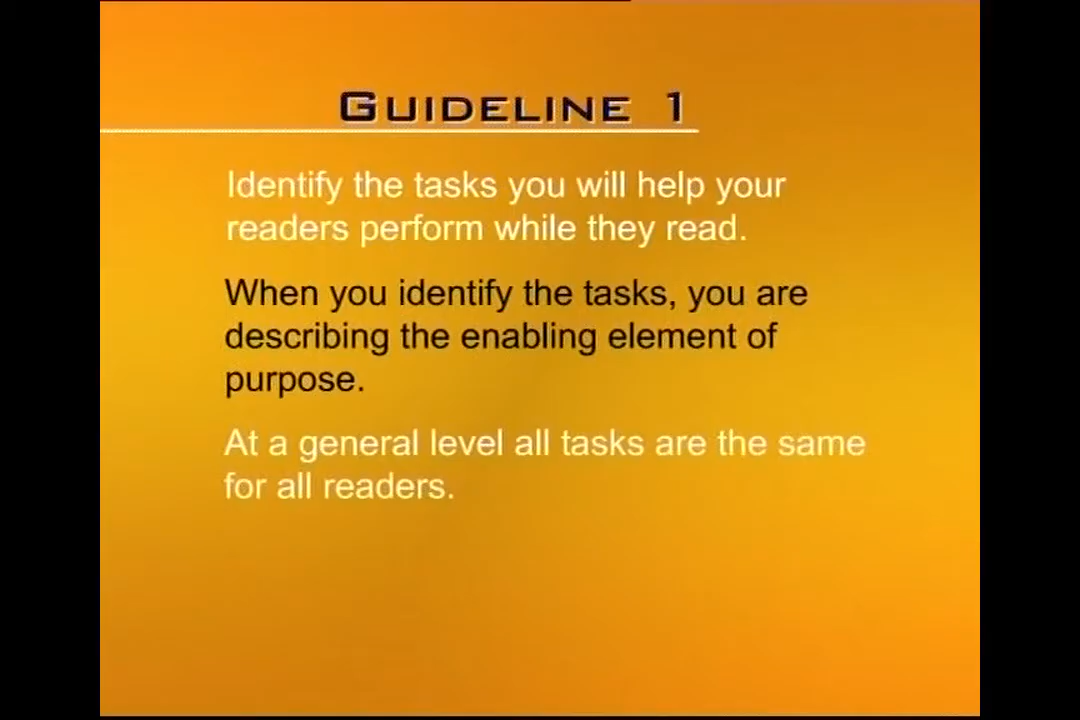 GUIDELINE 1
Identify the tasks you will help your
readers perform while they read.
When you identify the tasks, you are
describing the enabling element of
purpose.
At a general level all tasks are the same
for all readers.